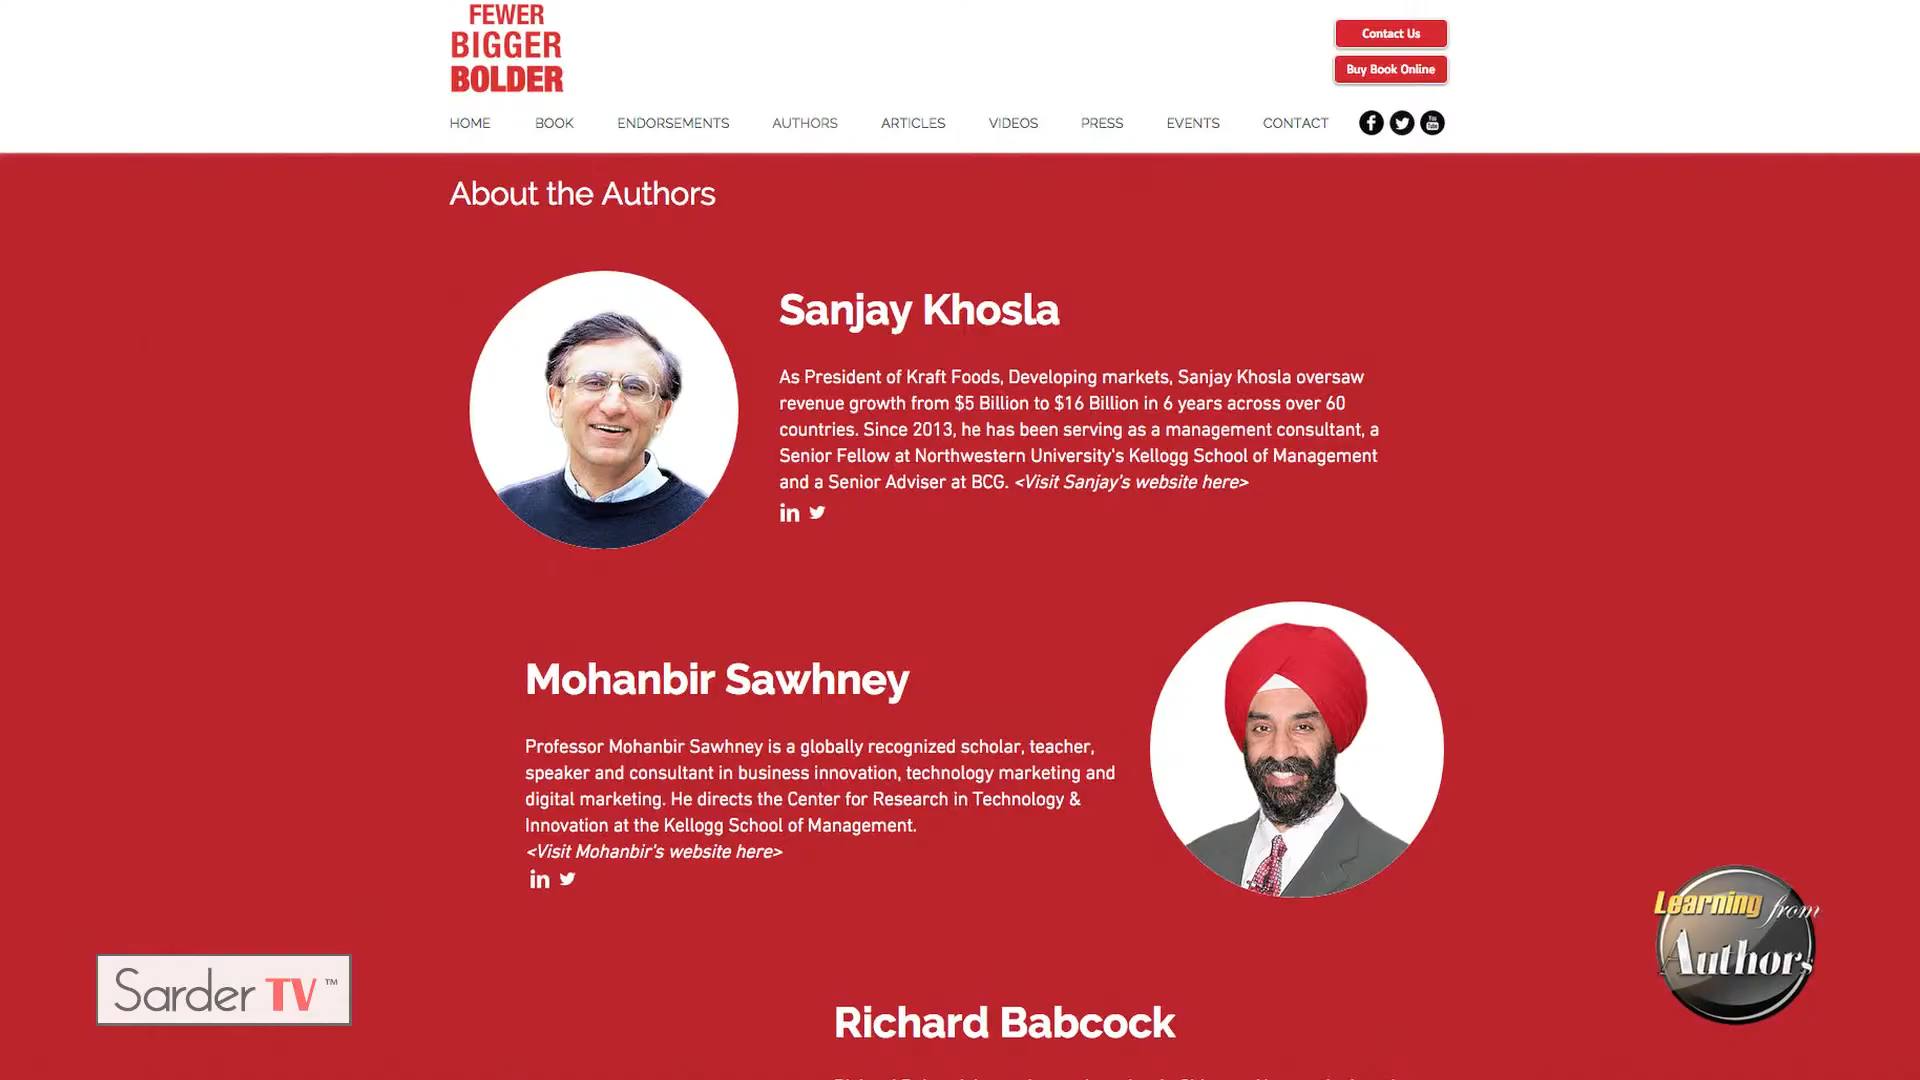 FEWER
BIGGER
BOLDER
Contact Us
Buy Book Online
HOME BOOK ENDORSEMENTS AUTHORS ARTICLES VIDEOS PRESS EVENTS CONTACT
You
Tube
About the Authors
Sanjay Khosla
As President of Kraft Foods, Developing markets, Sanjay Khosla oversaw
revenue growth from $5 Billion to $16 Billion in 6 years across over 60
countries. Since 2013, he has been serving as a management consultant, a
Senior Fellow at Northwestern University's Kellogg School of Management
and a Senior Adviser at BCG. <Visit Sanjay's website here>
in
Mohanbir Sawhney
Professor Mohanbir Sawhney is a globally recognized scholar, teacher,
speaker and consultant in business innovation, technology marketing and
digital marketing. He directs the Center for Research in Technology &
Innovation at the Kellogg School of Management.
<Visit Mohanbir's website here>
in
Learning from
Authors
Sarder TV™
Richard Babcock